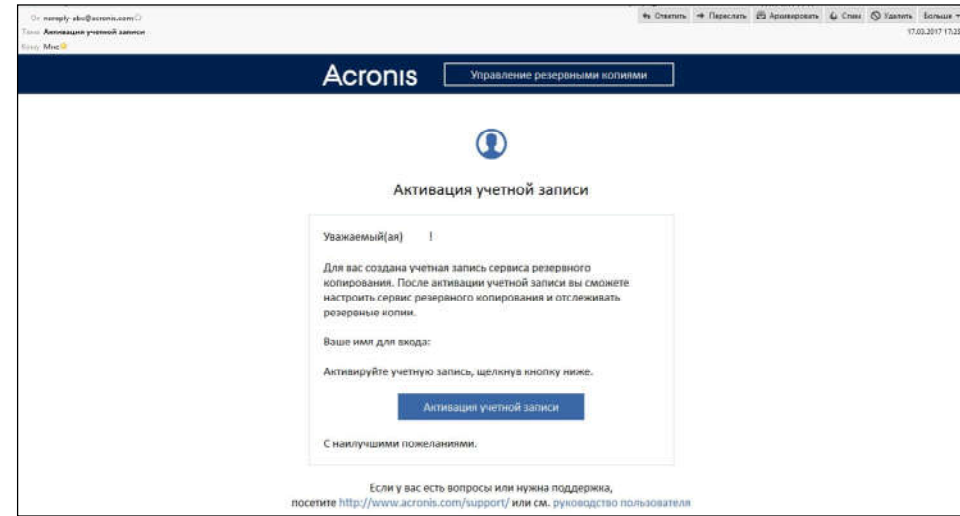 От noreply-abc@acronis.com
Ответить Переслать Архивировать Спам Удалить Больше
Тема Активация учетной записи
17.03.2017 17:25
Кому Мне
Acronis Управление резервными копиями
Активация учетной записи
Уважаемый(ая) !
Для вас создана учетная запись сервиса резервного
копирования. После активации учетной записи вы сможете
настроить сервис резервного копирования и отслеживать
резервные копии.
Ваше имя для входа:
Активируйте учетную запись, щелкнув кнопку ниже.
Активация учетной записи
С наилучшими пожеланиями.
Если у вас есть вопросы или нужна поддержка,
посетите http://www.acronis.com/support/ или см. руководство пользователя